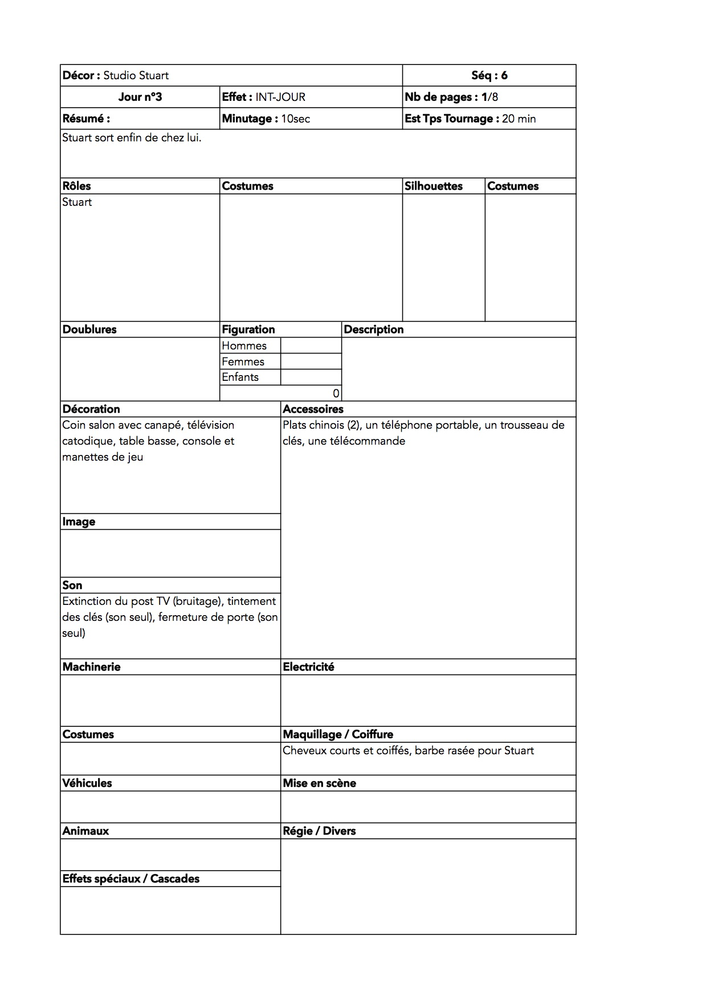 Décor : Studio Stuart Séq : 6
Jour n°3 Effet : INT-JOUR Nb de pages : 1/8
Résumé : Minutage : 10sec Est Tps Tournage : 20 min
Stuart sort enfin de chez lui.
Rôles Costumes Silhouettes Costumes
Stuart
Doublures Figuration Description
Hommes
Femmes
Enfants
0
Décoration Accessoires
Coin salon avec canapé, télévision
catodique, table basse, console et
manettes de jeu
Plats chinois (2), un téléphone portable, un trousseau de
clés, une télécommande
Image
Son
Extinction du post TV (bruitage), tintement
des clés (son seul), fermeture de porte (son
seul)
Machinerie Electricité
Costumes Maquillage / Coiffure
Cheveux courts et coiffés, barbe rasée pour Stuart
Véhicules Mise en scène
Animaux Régie / Divers
Effets spéciaux / Cascades